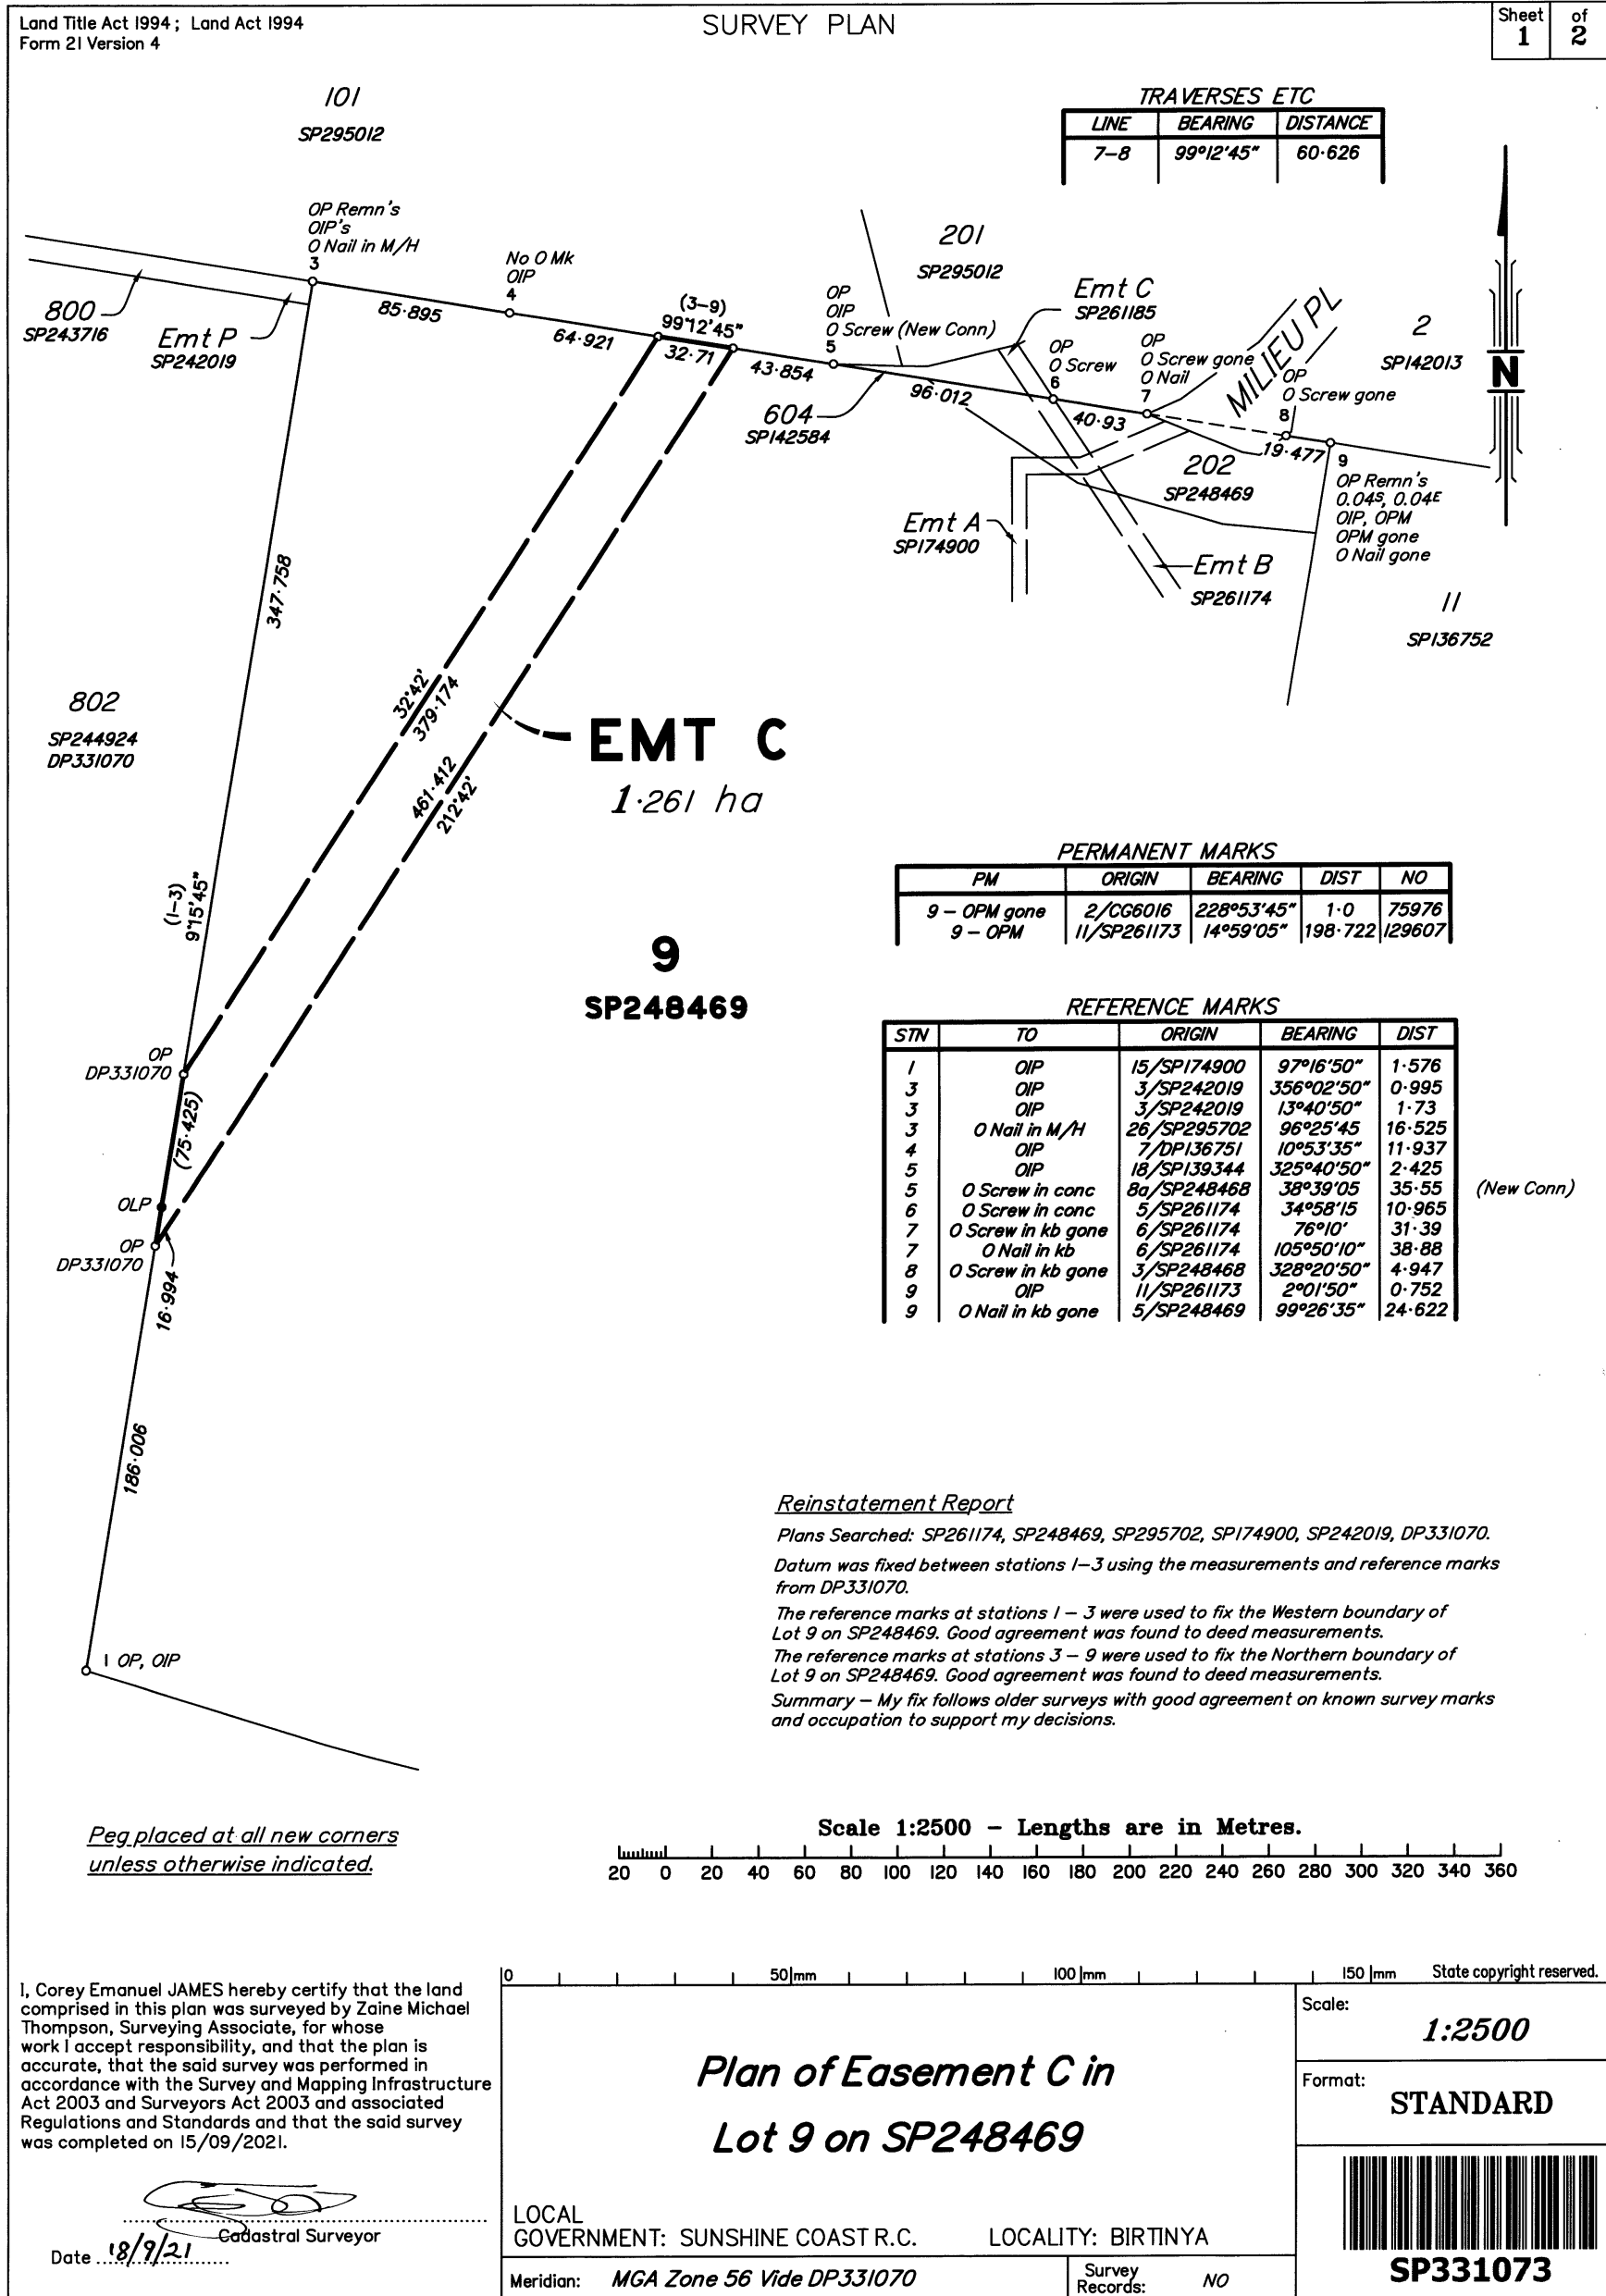 Land Title Act 1994 ; Land Act 1994
Form 21 Version 4
SURVEY PLAN
Sheet 1 of 2
101
SP295012
TRAVERSES ETC
LINE BEARING DISTANCE
7–8 99°12'45" 60·626
OP Remn's
OIP's
O Nail in M/H
3
No O Mk
OIP
4
800
SP243716
Emt P
SP242019
85·895
64·921
(3–9)
99°12'45"
32·71
43·854
OP
OIP
O Screw (New Conn)
5
201
SP295012
Emt C
SP261185
OP
O Screw
6
OP
O Screw gone
O Nail
7
MILIEU PL
OP
O Screw gone
8
2
SP142013
N
604
SP142584
96·012
40·93
19·477
202
SP248469
9
OP Remn's
0.04S, 0.04E
OIP, OPM
OPM gone
O Nail gone
Emt A
SP174900
Emt B
SP261174
11
SP136752
347·758
802
SP244924
DP331070
32°42'
379·174
461·412
212°42'
EMT C
1·261 ha
(1–3)
9°15'45"
9
SP248469
PERMANENT MARKS
PM ORIGIN BEARING DIST NO
9 – OPM gone 2/CG6016 228°53'45" 1·0 75976
9 – OPM 11/SP261173 14°59'05" 198·722 129607
REFERENCE MARKS
STN TO ORIGIN BEARING DIST
1 OIP 15/SP174900 97°16'50" 1·576
3 OIP 3/SP242019 356°02'50" 0·995
3 OIP 3/SP242019 13°40'50" 1·73
3 O Nail in M/H 26/SP295702 96°25'45 16·525
4 OIP 7/DP136751 10°53'35" 11·937
5 OIP 18/SP139344 325°40'50" 2·425
5 O Screw in conc 8a/SP248468 38°39'05 35·55 (New Conn)
6 O Screw in conc 5/SP261174 34°58'15 10·965
7 O Screw in kb gone 6/SP261174 76°10' 31·39
7 O Nail in kb 6/SP261174 105°50'10" 38·88
8 O Screw in kb gone 3/SP248468 328°20'50" 4·947
9 OIP 11/SP261173 2°01'50" 0·752
9 O Nail in kb gone 5/SP248469 99°26'35" 24·622
OP
DP331070
(75·425)
OLP
OP
DP331070
16·994
186·006
1 OP, OIP
Reinstatement Report
Plans Searched: SP261174, SP248469, SP295702, SP174900, SP242019, DP331070.
Datum was fixed between stations 1–3 using the measurements and reference marks
from DP331070.
The reference marks at stations 1 – 3 were used to fix the Western boundary of
Lot 9 on SP248469. Good agreement was found to deed measurements.
The reference marks at stations 3 – 9 were used to fix the Northern boundary of
Lot 9 on SP248469. Good agreement was found to deed measurements.
Summary – My fix follows older surveys with good agreement on known survey marks
and occupation to support my decisions.
Peg placed at all new corners
unless otherwise indicated.
Scale 1:2500 – Lengths are in Metres.
20 0 20 40 60 80 100 120 140 160 180 200 220 240 260 280 300 320 340 360
0 50 mm 100 mm 150 mm State copyright reserved.
I, Corey Emanuel JAMES hereby certify that the land
comprised in this plan was surveyed by Zaine Michael
Thompson, Surveying Associate, for whose
work I accept responsibility, and that the plan is
accurate, that the said survey was performed in
accordance with the Survey and Mapping Infrastructure
Act 2003 and Surveyors Act 2003 and associated
Regulations and Standards and that the said survey
was completed on 15/09/2021.
Cadastral Surveyor
Date 18/9/21
Plan of Easement C in
Lot 9 on SP248469
LOCAL
GOVERNMENT: SUNSHINE COAST R.C. LOCALITY: BIRTINYA
Meridian: MGA Zone 56 Vide DP331070
Survey
Records: NO
Scale:
1:2500
Format:
STANDARD
SP331073